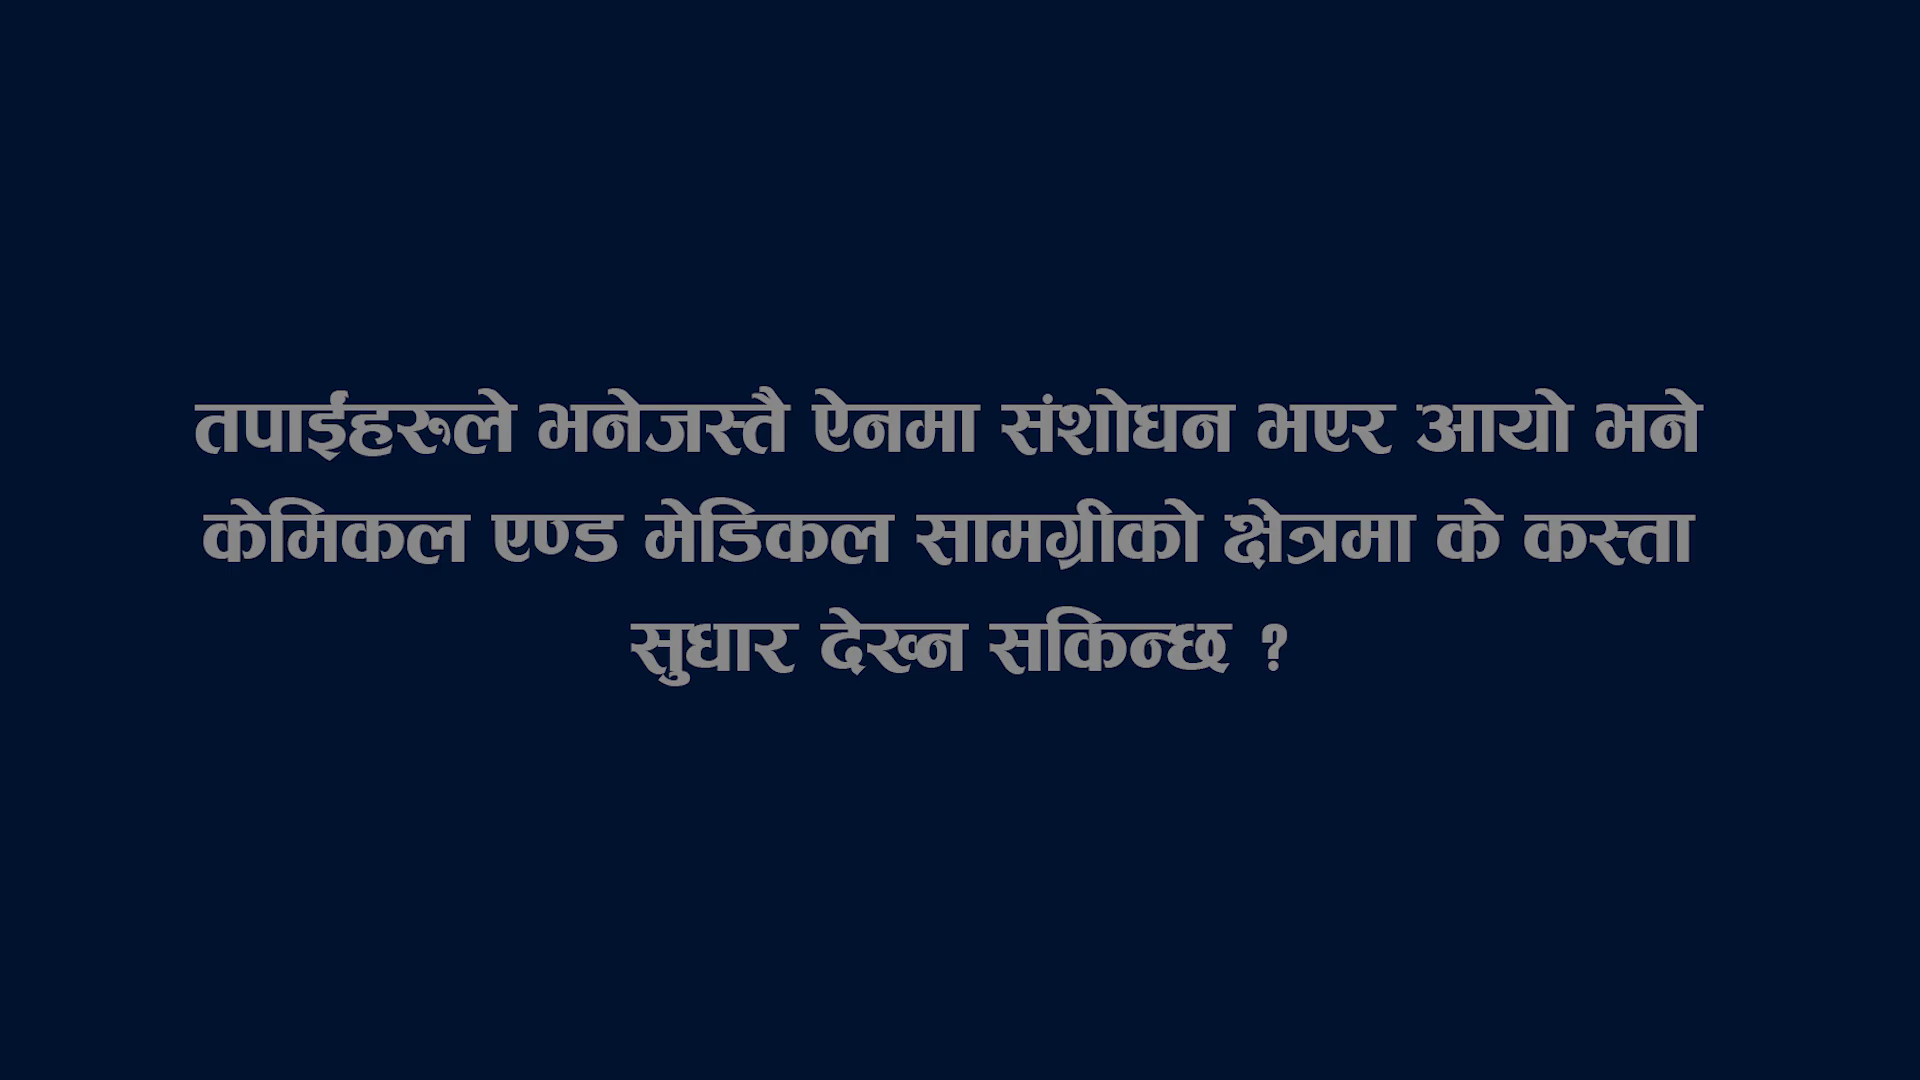 तपाईंहरुले भनेजस्तै ऐनमा संशोधन भएर आयो भने
केमिकल एण्ड मेडिकल सामग्रीको क्षेत्रमा के कस्ता
सुधार देख्न सकिन्छ ?